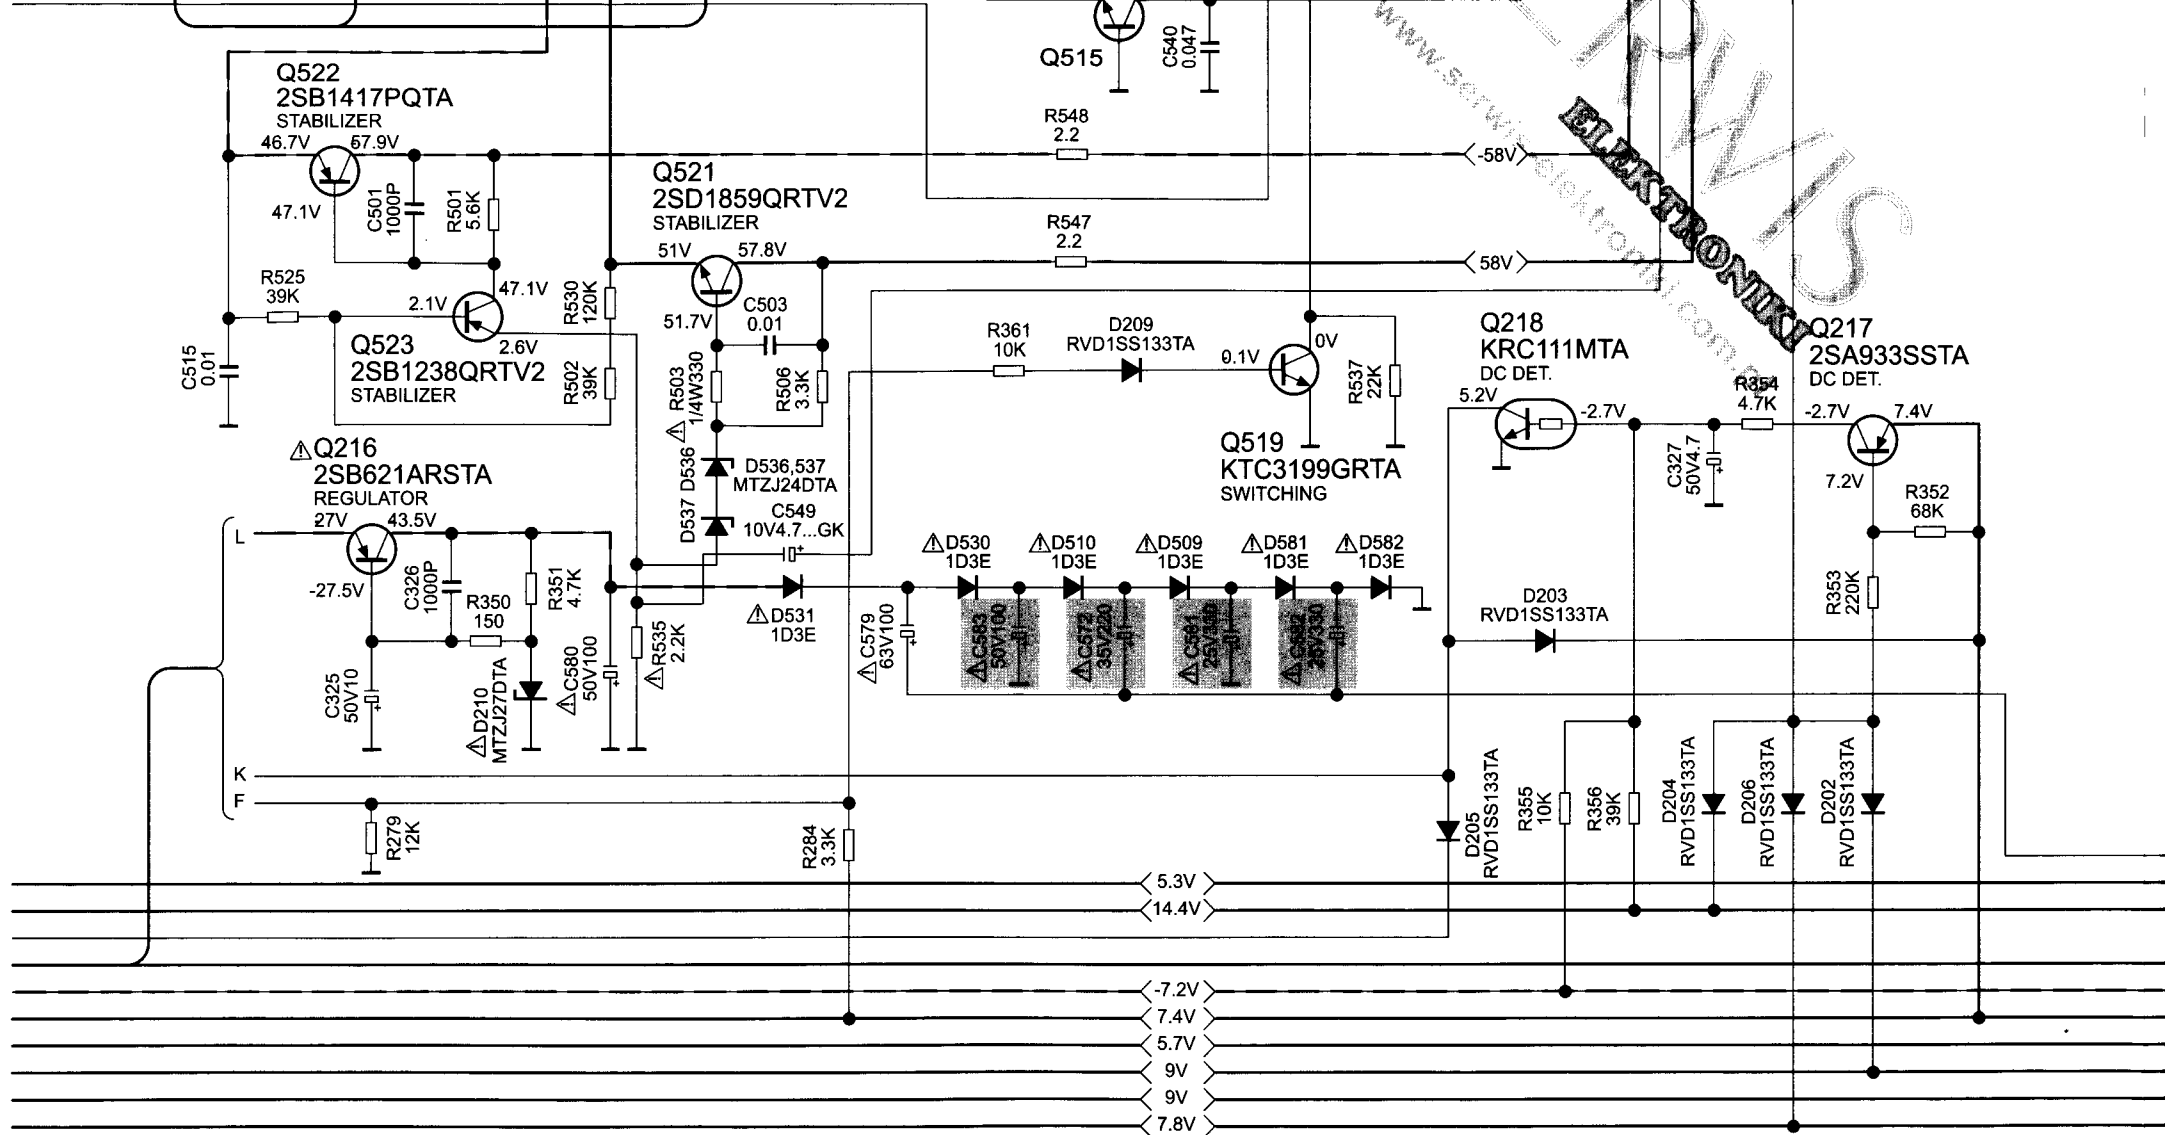 Q515
C540
0.047
Q522
2SB1417PQTA
STABILIZER
46.7V
57.9V
47.1V
C501
1000P
R501
5.6K
R548
2.2
-58V
Q521
2SD1859QRTV2
STABILIZER
51V
57.8V
R547
2.2
58V
R525
39K
2.1V
47.1V
R530
120K
51.7V
C503
0.01
C515
0.01
Q523
2SB1238QRTV2
STABILIZER
2.6V
R502
39K
R503
1/4W330
R506
3.3K
R361
10K
D209
RVD1SS133TA
0.1V
0V
R537
22K
Q519
KTC3199GRTA
SWITCHING
Q218
KRC111MTA
DC DET.
5.2V
-2.7V
Q217
2SA933SSTA
DC DET.
R354
4.7K
-2.7V
7.4V
7.2V
C327
50V4.7
R352
68K
R353
220K
Q216
2SB621ARSTA
REGULATOR
27V
43.5V
-27.5V
L
C326
1000P
R350
150
R351
4.7K
D537 D536
D536,537
MTZJ24DTA
C549
10V4.7...GK
D531
1D3E
D530
1D3E
D510
1D3E
D509
1D3E
D581
1D3E
D582
1D3E
C579
63V100
C583
50V100
C572
35V220
C581
C582
25V330
D203
RVD1SS133TA
C325
50V10
D210
MTZJ27DTA
C580
50V100
R535
2.2K
K
F
R279
12K
R284
3.3K
D205
RVD1SS133TA
R355
10K
R356
39K
D204
RVD1SS133TA
D206
RVD1SS133TA
D202
RVD1SS133TA
5.3V
14.4V
-7.2V
7.4V
5.7V
9V
9V
7.8V
ELEKTRONIKI